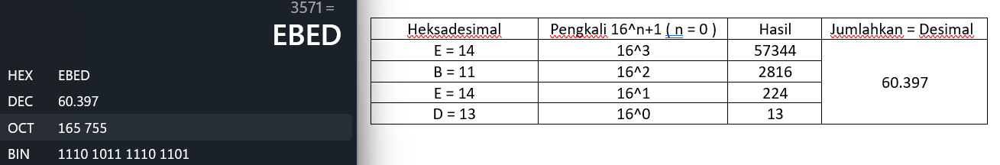 3571 =
EBED
HEX EBED
DEC 60.397
OCT 165 755
BIN 1110 1011 1110 1101
Heksadesimal Pengkali 16^n+1 ( n = 0 ) Hasil Jumlahkan = Desimal
E = 14 16^3 57344
B = 11 16^2 2816
60.397
E = 14 16^1 224
D = 13 16^0 13